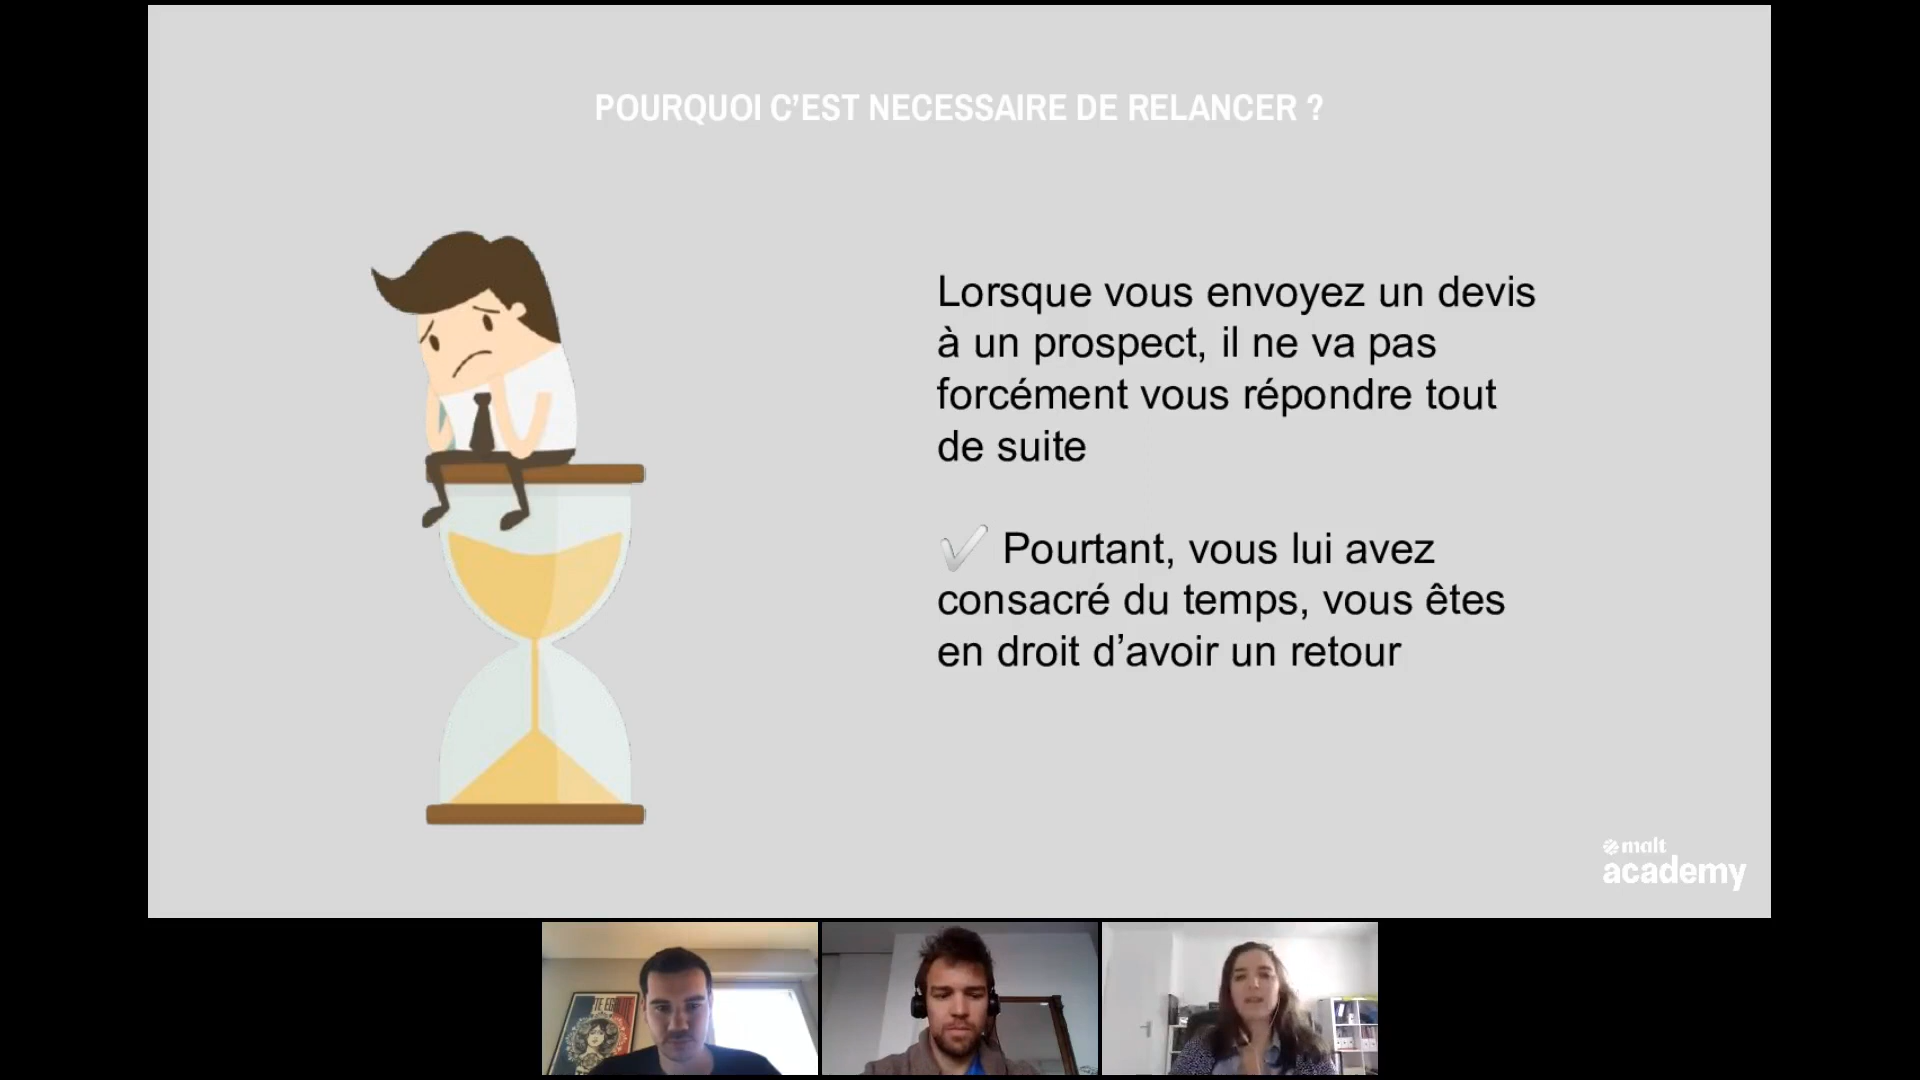 POURQUOI C’EST NECESSAIRE DE RELANCER ?
Lorsque vous envoyez un devis
à un prospect, il ne va pas
forcément vous répondre tout
de suite
✔ Pourtant, vous lui avez
consacré du temps, vous êtes
en droit d’avoir un retour
malt
academy